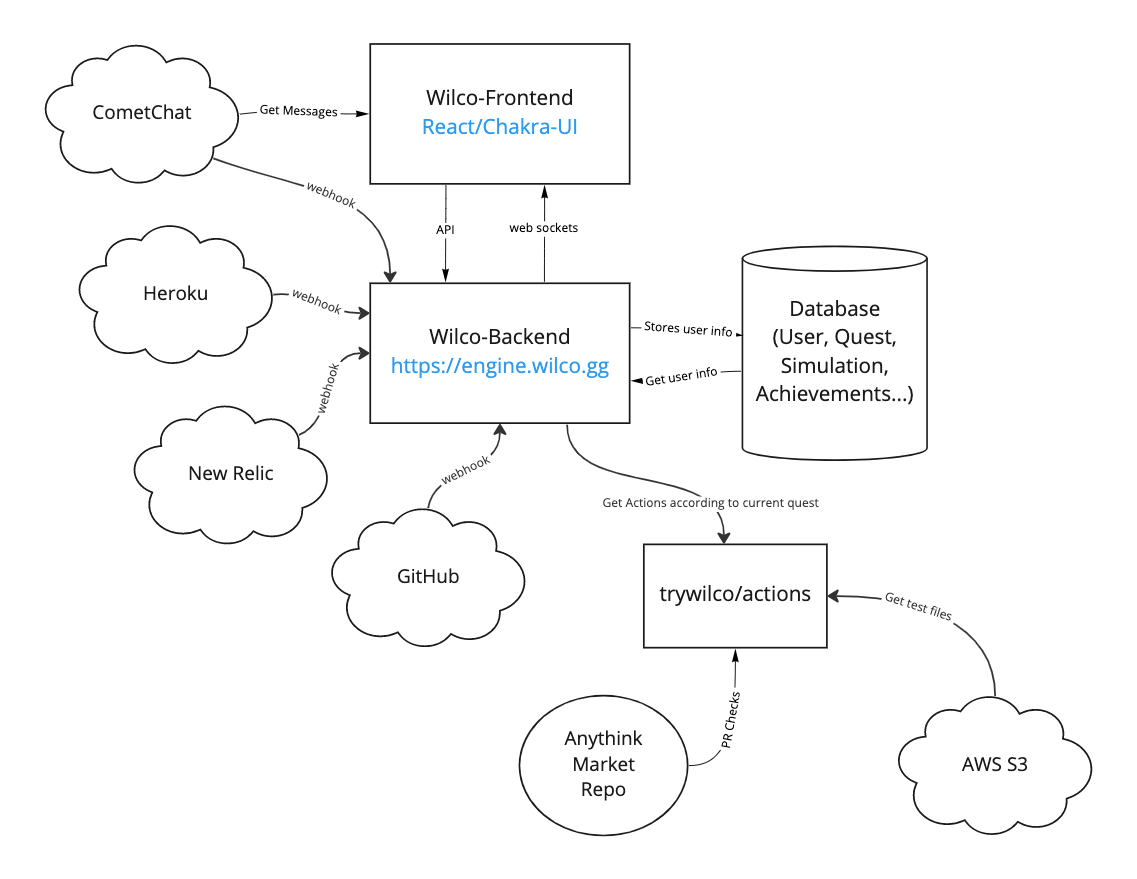 CometChat
Get Messages
Wilco-Frontend
React/Chakra-UI
webhook
API
web sockets
Heroku
webhook
Wilco-Backend
https://engine.wilco.gg
Stores user info
Get user info
Database
(User, Quest,
Simulation,
Achievements...)
webhook
New Relic
webhook
Get Actions according to current quest
GitHub
trywilco/actions
Get test files
PR Checks
Anythink
Market
Repo
AWS S3